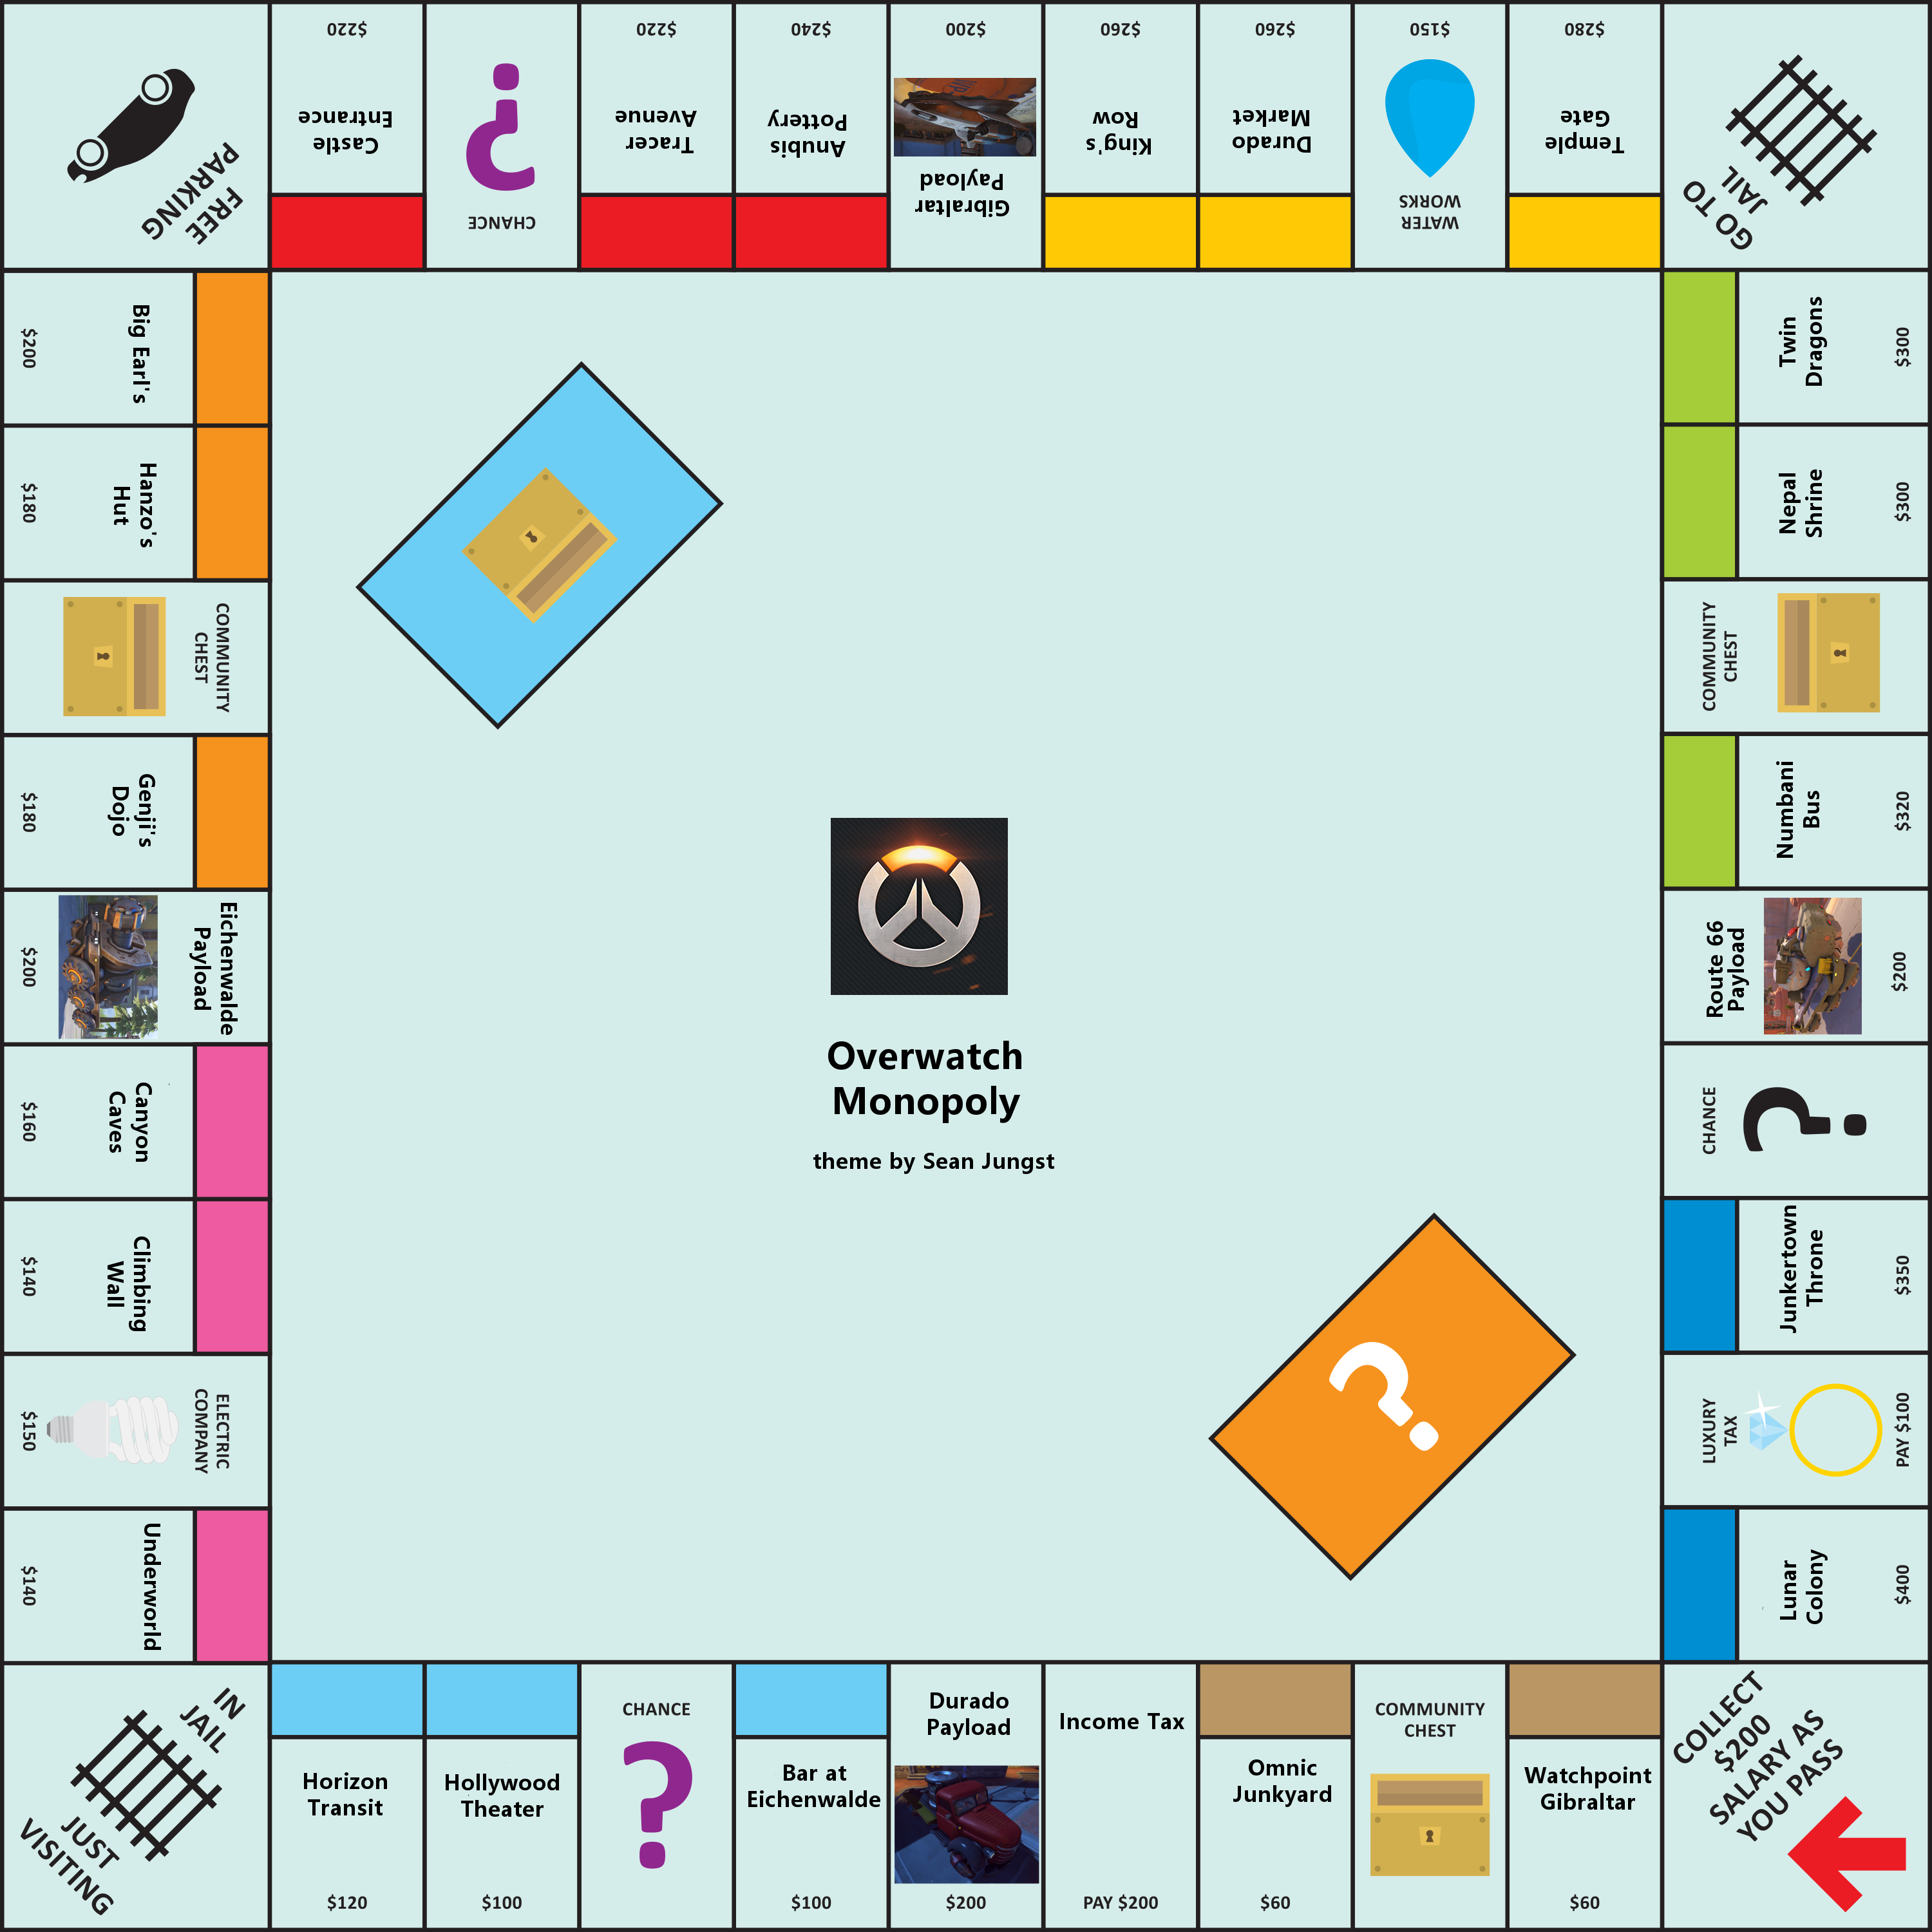 $220
Castle
Entrance
CHANCE
$220
Tracer
Avenue
$240
Anubis
Pottery
$200
Gibraltar
Payload
$260
King's
Row
$260
Durado
Market
$150
WATER
WORKS
$280
Temple
Gate
FREE
PARKING
GO TO
JAIL
$200
Big Earl's
$180
Hanzo's
Hut
COMMUNITY
CHEST
$180
Genji's
Dojo
$200
Eichenwalde
Payload
$160
Canyon
Caves
$140
Climbing
Wall
$150
ELECTRIC
COMPANY
$140
Underworld
Overwatch
Monopoly
theme by Sean Jungst
Twin
Dragons
$300
Nepal
Shrine
$300
COMMUNITY
CHEST
Numbani
Bus
$320
Route 66
Payload
$200
CHANCE
Junkertown
Throne
$350
LUXURY
TAX
PAY $100
Lunar
Colony
$400
IN
JAIL
JUST
VISITING
Horizon
Transit
$120
Hollywood
Theater
$100
CHANCE
Bar at
Eichenwalde
$100
Durado
Payload
$200
Income Tax
PAY $200
Omnic
Junkyard
$60
COMMUNITY
CHEST
Watchpoint
Gibraltar
$60
COLLECT
$200
SALARY AS
YOU PASS